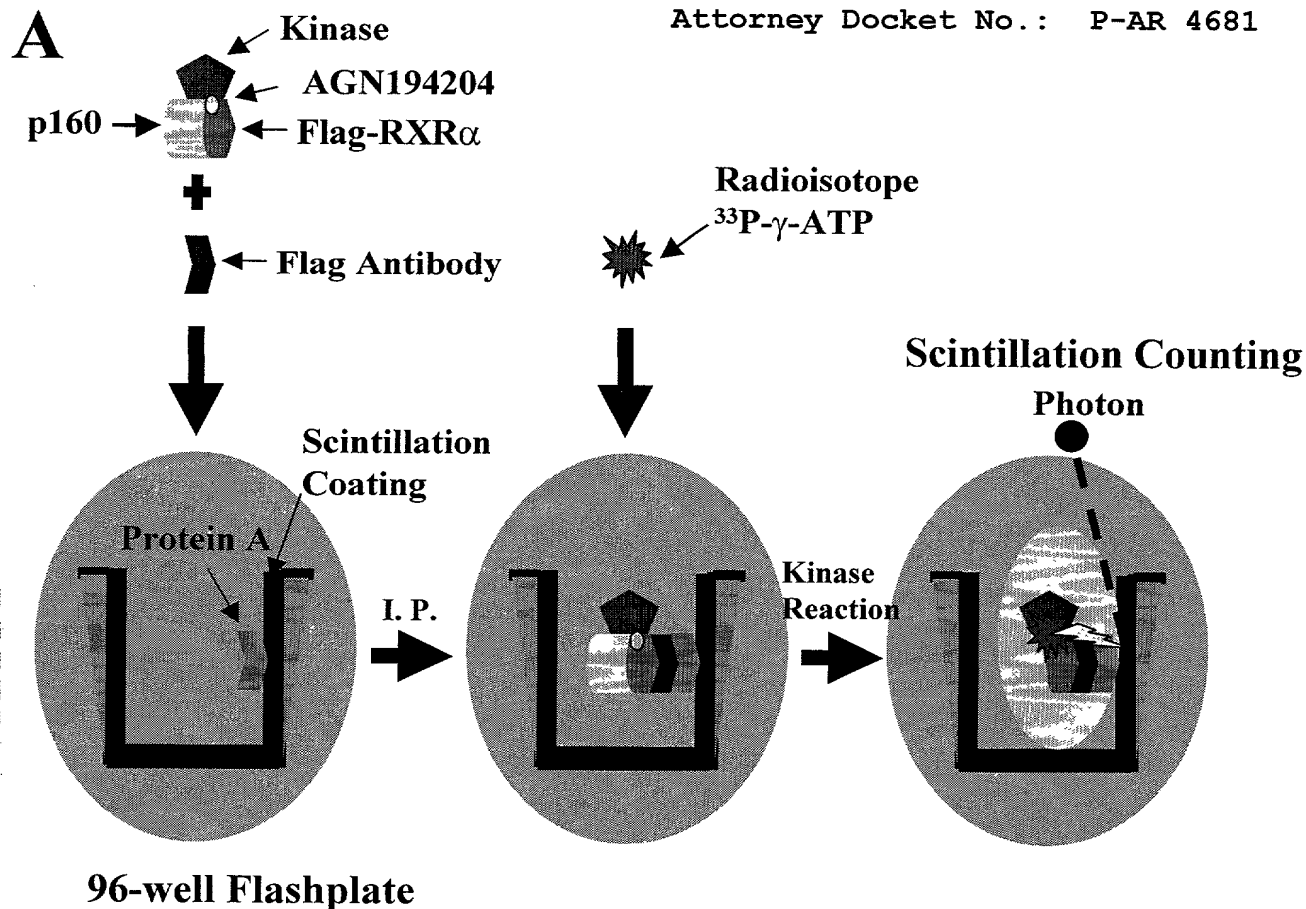 Attorney Docket No.: P-AR 4681
A
Kinase
AGN194204
p160
Flag-RXRα
Flag Antibody
Radioisotope
³³P-γ-ATP
Scintillation Counting
Photon
Scintillation
Coating
Protein A
I. P.
Kinase
Reaction
96-well Flashplate